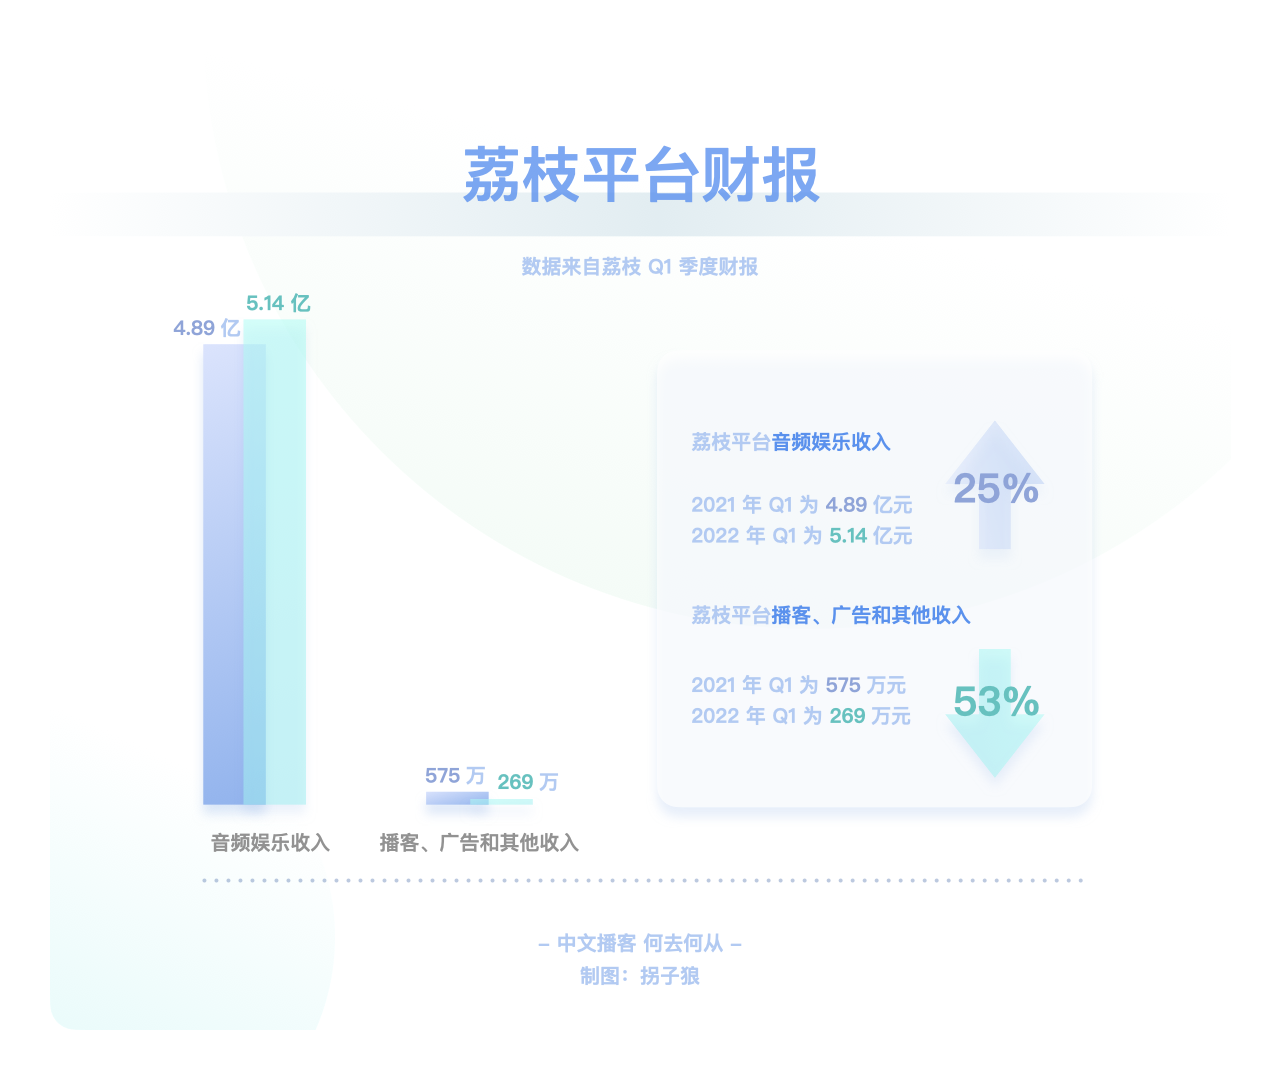 荔枝平台财报
数据来自荔枝 Q1 季度财报
5.14 亿
4.89 亿
575 万
269 万
音频娱乐收入
播客、广告和其他收入
荔枝平台音频娱乐收入
2021 年 Q1 为 4.89 亿元
2022 年 Q1 为 5.14 亿元
25%
荔枝平台播客、广告和其他收入
2021 年 Q1 为 575 万元
2022 年 Q1 为 269 万元
53%
– 中文播客 何去何从 –
制图：拐子狼